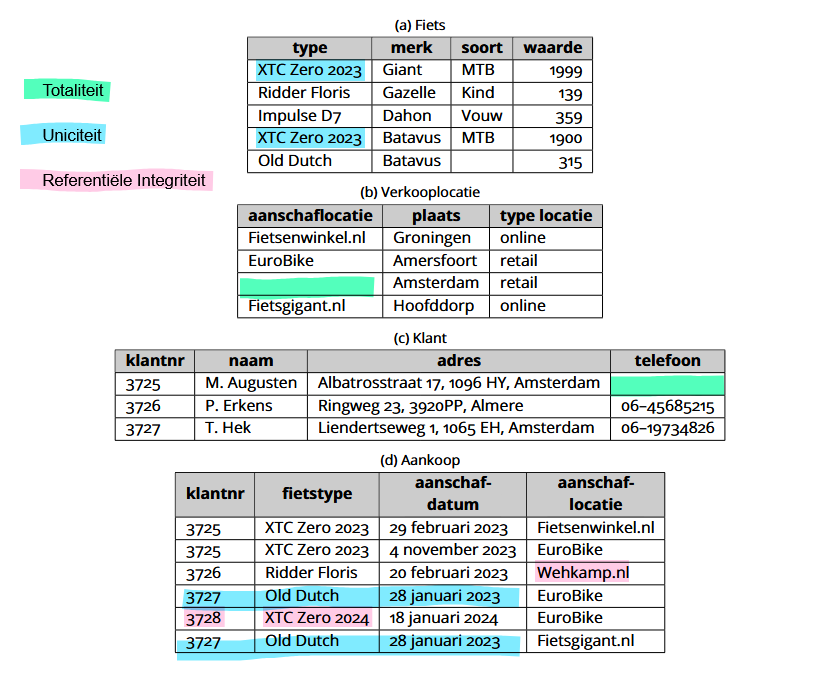 (a) Fiets
type merk soort waarde
XTC Zero 2023 Giant MTB 1999
Ridder Floris Gazelle Kind 139
Impulse D7 Dahon Vouw 359
XTC Zero 2023 Batavus MTB 1900
Old Dutch Batavus 315
Totaliteit
Uniciteit
Referentiële Integriteit
(b) Verkooplocatie
aanschaflocatie plaats type locatie
Fietsenwinkel.nl Groningen online
EuroBike Amersfoort retail
Amsterdam retail
Fietsgigant.nl Hoofddorp online
(c) Klant
klantnr naam adres telefoon
3725 M. Augusten Albatrosstraat 17, 1096 HY, Amsterdam
3726 P. Erkens Ringweg 23, 3920PP, Almere 06–45685215
3727 T. Hek Liendertseweg 1, 1065 EH, Amsterdam 06–19734826
(d) Aankoop
klantnr fietstype aanschaf-
datum aanschaf-
locatie
3725 XTC Zero 2023 29 februari 2023 Fietsenwinkel.nl
3725 XTC Zero 2023 4 november 2023 EuroBike
3726 Ridder Floris 20 februari 2023 Wehkamp.nl
3727 Old Dutch 28 januari 2023 EuroBike
3728 XTC Zero 2024 18 januari 2024 EuroBike
3727 Old Dutch 28 januari 2023 Fietsgigant.nl